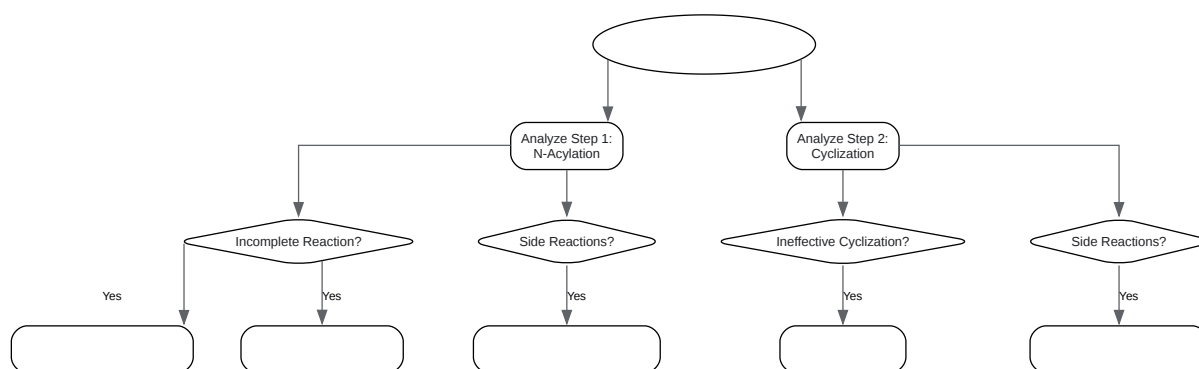 Analyze Step 1:
N-Acylation
Analyze Step 2:
Cyclization
Incomplete Reaction?
Side Reactions?
Ineffective Cyclization?
Side Reactions?
Yes
Yes
Yes
Yes
Yes